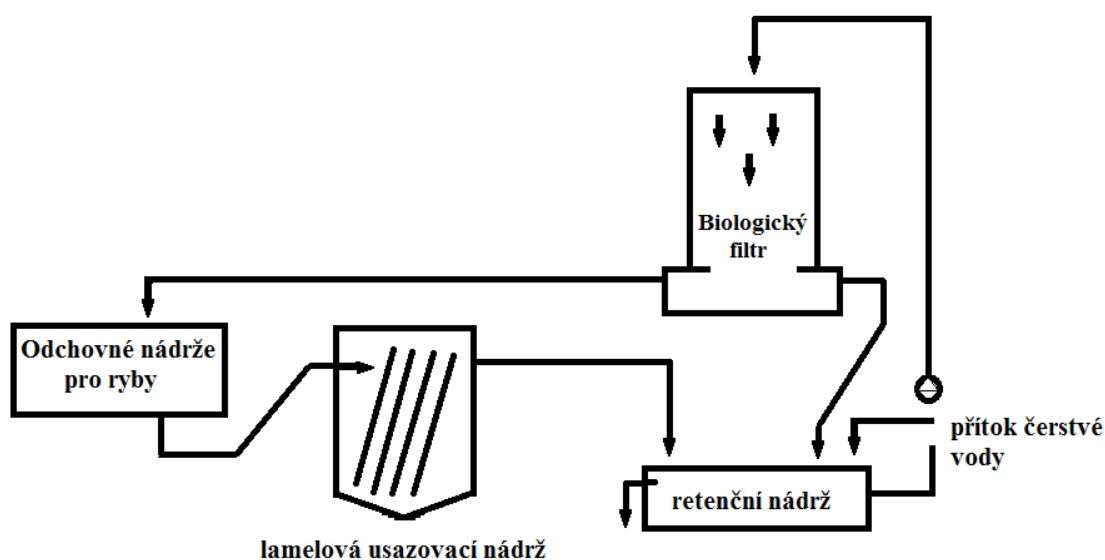 Biologický
filtr
Odchovné nádrže
pro ryby
přítok čerstvé
vody
retenční nádrž
lamelová usazovací nádrž